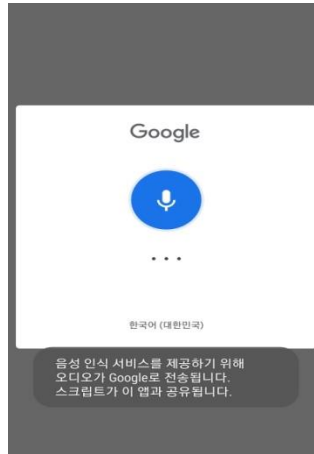 Google
한국어 (대한민국)
음성 인식 서비스를 제공하기 위해
오디오가 Google로 전송됩니다.
스크립트가 이 앱과 공유됩니다.